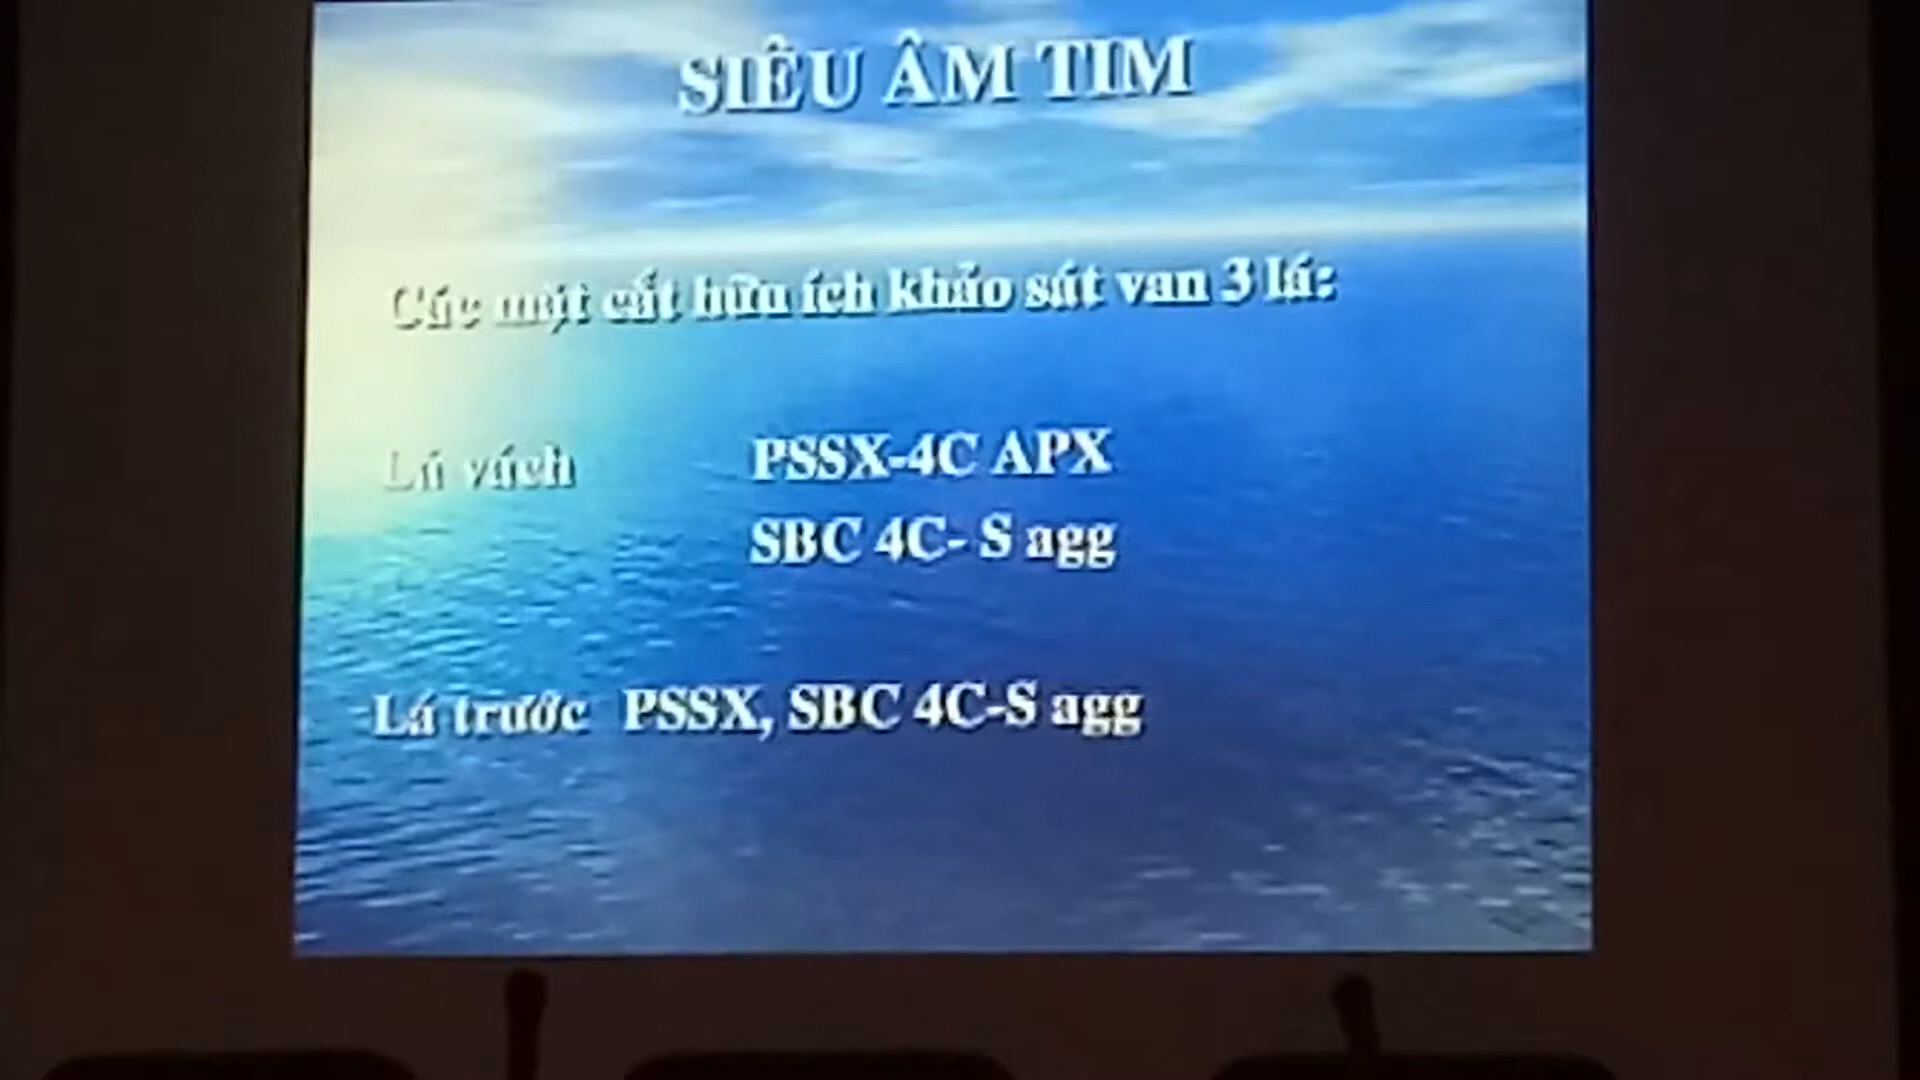 SIÊU ÂM TIM
Các mặt cắt hữu ích khảo sát van 3 lá:
Lá vách PSSX-4C APX
SBC 4C- S agg
Lá trước PSSX, SBC 4C-S agg